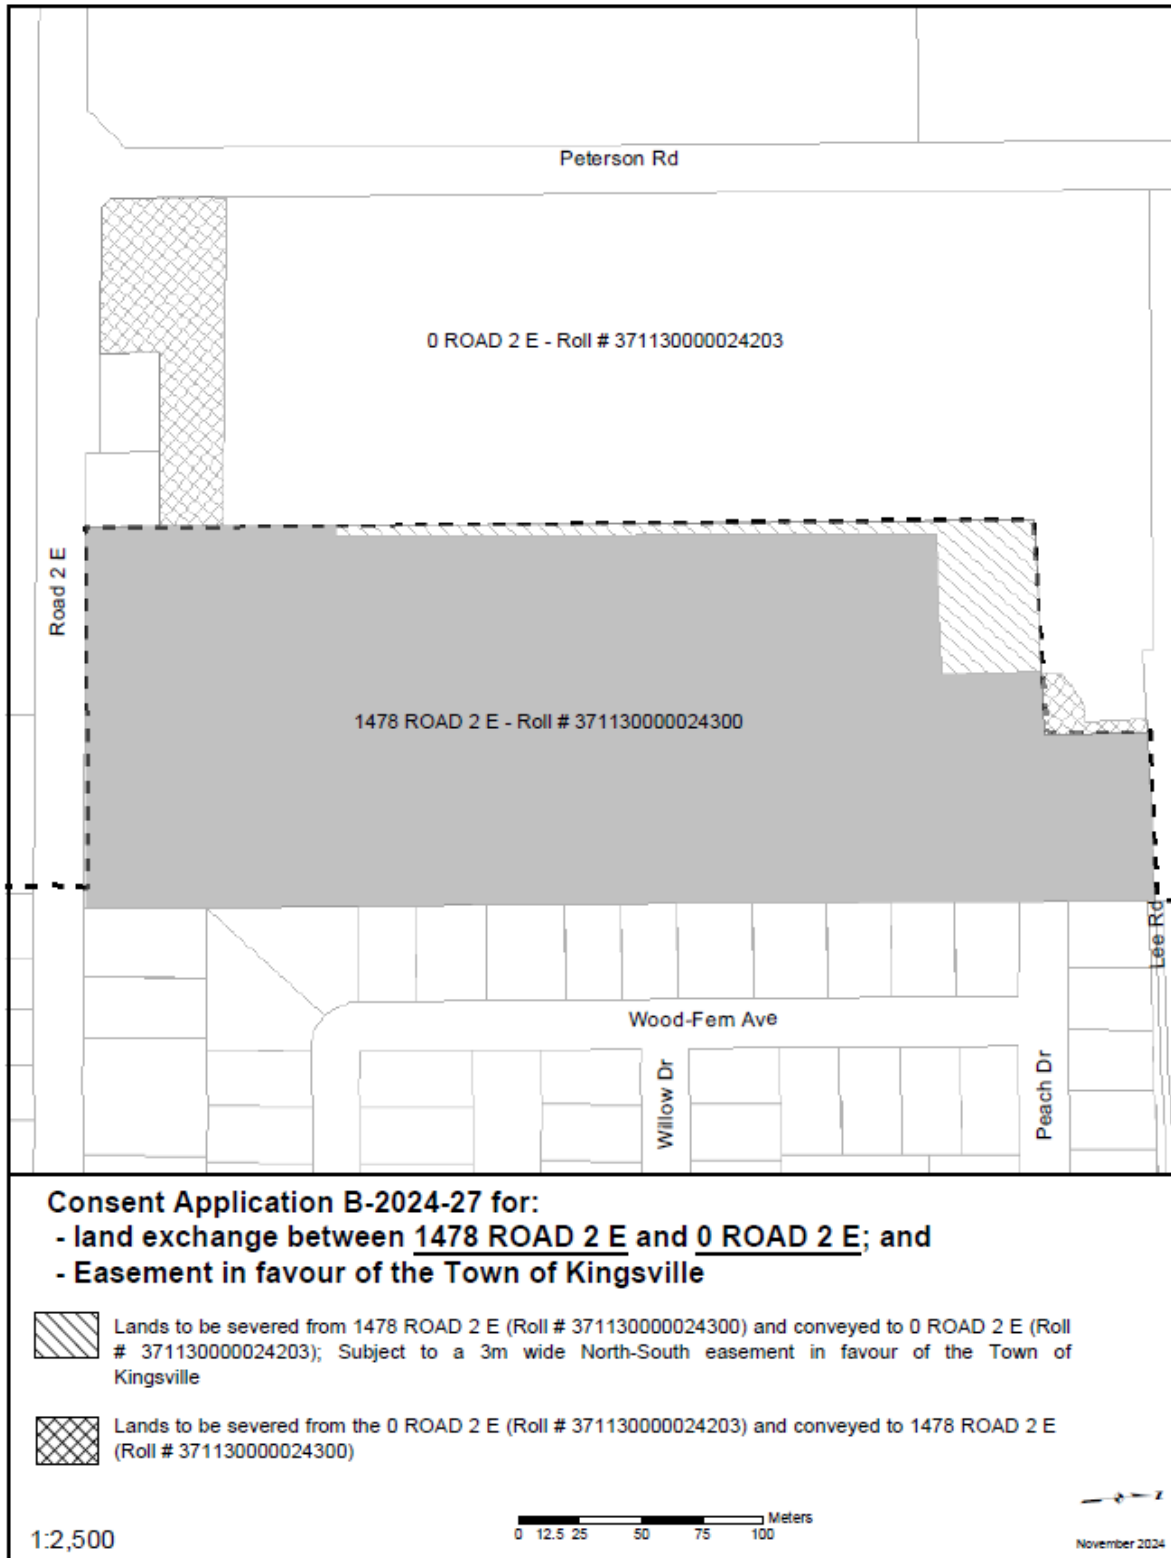 Peterson Rd
0 ROAD 2 E - Roll # 371130000024203
Road 2 E
1478 ROAD 2 E - Roll # 371130000024300
Lee Rd
Wood-Fern Ave
Willow Dr
Peach Dr
Consent Application B-2024-27 for:
- land exchange between 1478 ROAD 2 E and 0 ROAD 2 E; and
- Easement in favour of the Town of Kingsville
Lands to be severed from 1478 ROAD 2 E (Roll # 371130000024300) and conveyed to 0 ROAD 2 E (Roll
# 371130000024203); Subject to a 3m wide North-South easement in favour of the Town of
Kingsville
Lands to be severed from the 0 ROAD 2 E (Roll # 371130000024203) and conveyed to 1478 ROAD 2 E
(Roll # 371130000024300)
1:2,500
Meters
0 12.5 25 50 75 100
Z
November 2024